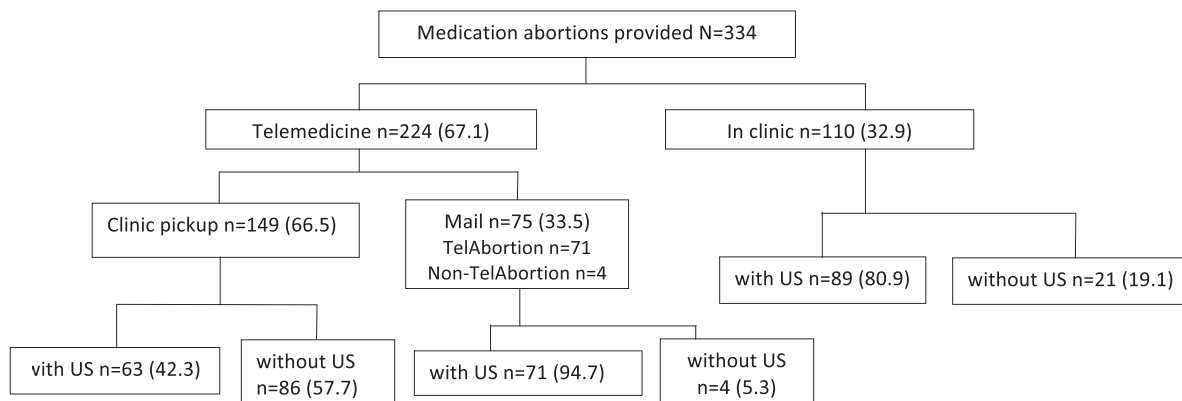 Medication abortions provided N=334
Telemedicine n=224 (67.1)
In clinic n=110 (32.9)
Clinic pickup n=149 (66.5)
Mail n=75 (33.5)
TelAbortion n=71
Non-TelAbortion n=4
with US n=89 (80.9)
without US n=21 (19.1)
vith US n=63 (42.3)
without US
n=86 (57.7)
with US n=71 (94.7)
without US
n=4 (5.3)